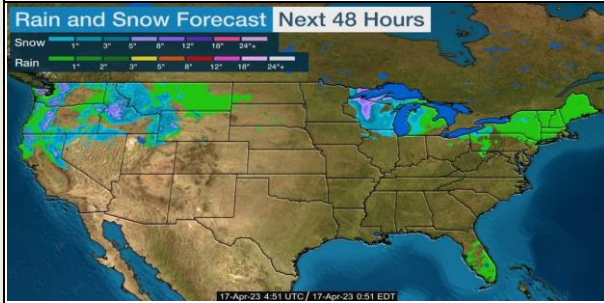 Rain and Snow Forecast Next 48 Hours
Snow
1" 3" 5" 8" 12" 18" 24"+
Rain
1" 2" 3" 5" 8" 12" 18" 24"+
17-Apr-23 4:51 UTC / 17-Apr-23 0:51 EDT